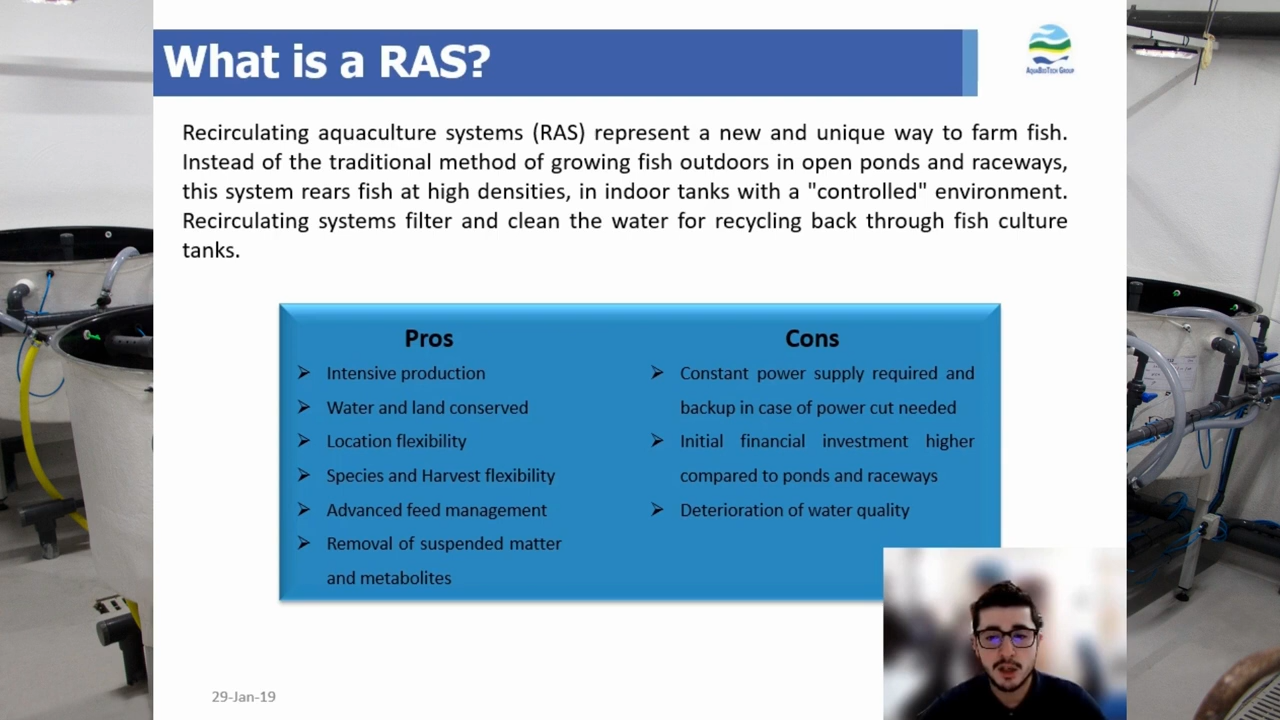 What is a RAS?
AQUABIOTECH GROUP
Recirculating aquaculture systems (RAS) represent a new and unique way to farm fish.
Instead of the traditional method of growing fish outdoors in open ponds and raceways,
this system rears fish at high densities, in indoor tanks with a "controlled" environment.
Recirculating systems filter and clean the water for recycling back through fish culture
tanks.
Pros
Intensive production
Water and land conserved
Location flexibility
Species and Harvest flexibility
Advanced feed management
Removal of suspended matter
and metabolites
Cons
Constant power supply required and
backup in case of power cut needed
Initial financial investment higher
compared to ponds and raceways
Deterioration of water quality
29-Jan-19